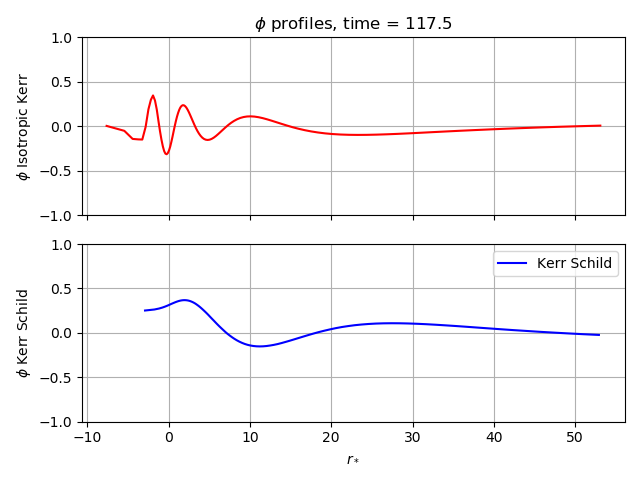 ϕ profiles, time = 117.5
1.0
0.5
0.0
−0.5
−1.0
ϕ Isotropic Kerr
1.0
0.5
0.0
−0.5
−1.0
ϕ Kerr Schild
Kerr Schild
−10 0 10 20 30 40 50
r*